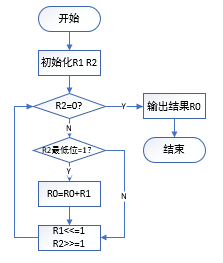 开始
初始化R1 R2
R2=0?
Y
输出结果R0
N
结束
R2最低位=1?
Y
R0=R0+R1
N
R1<<=1
R2>>=1